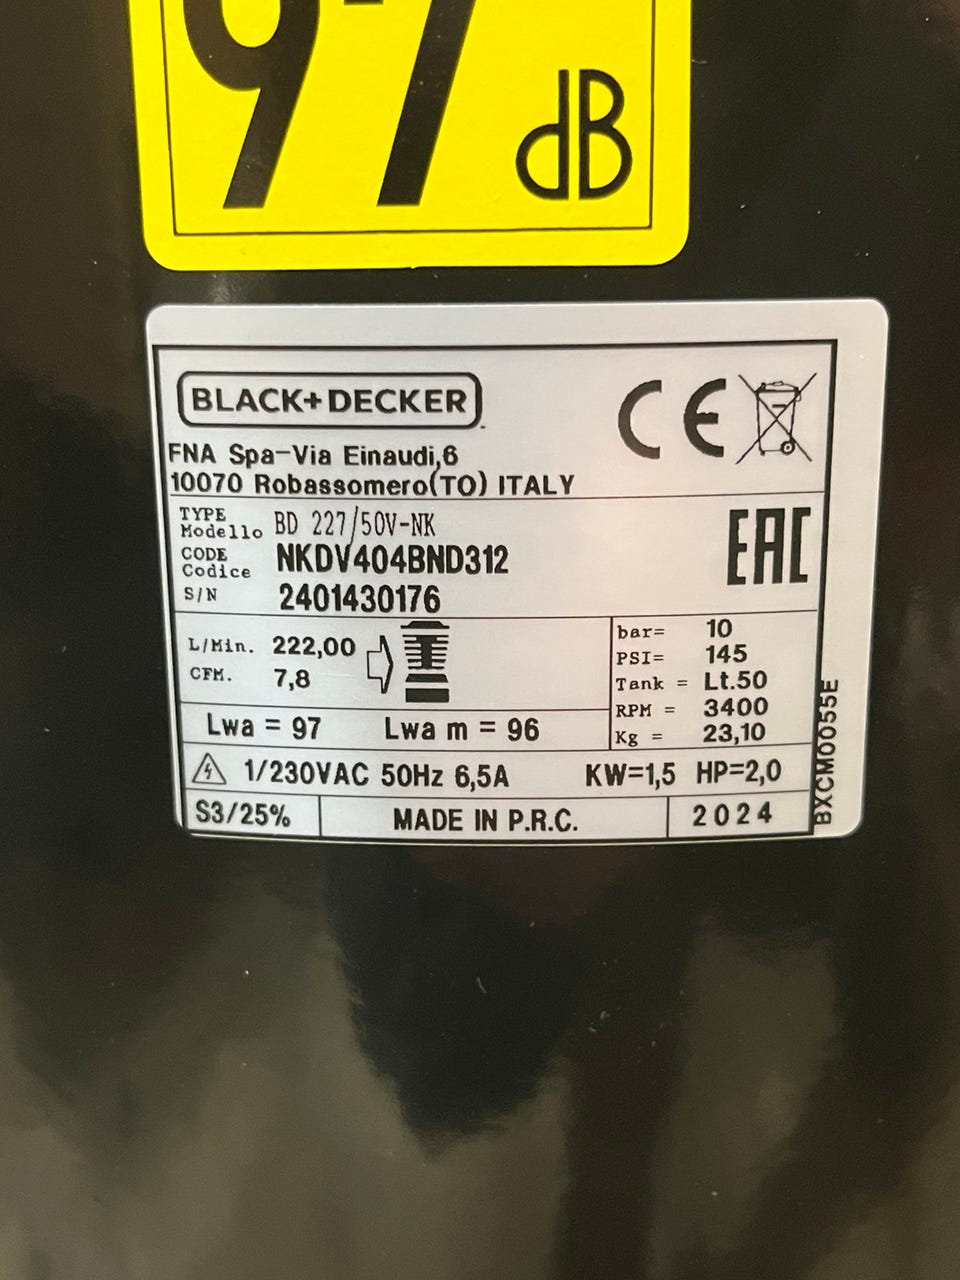 97 dB
BLACK+DECKER
CE
FNA Spa-Via Einaudi,6
10070 Robassomero(TO) ITALY
TYPE
Modello BD 227/50V-NK
CODE
Codice NKDV404BND312
S/N 2401430176
EAC
L/Min. 222,00
CFM. 7,8
bar= 10
PSI= 145
Tank = Lt.50
RPM = 3400
Kg = 23,10
Lwa = 97 Lwa m = 96
1/230VAC 50Hz 6,5A KW=1,5 HP=2,0
S3/25% MADE IN P.R.C. 2024
BXCM0055E